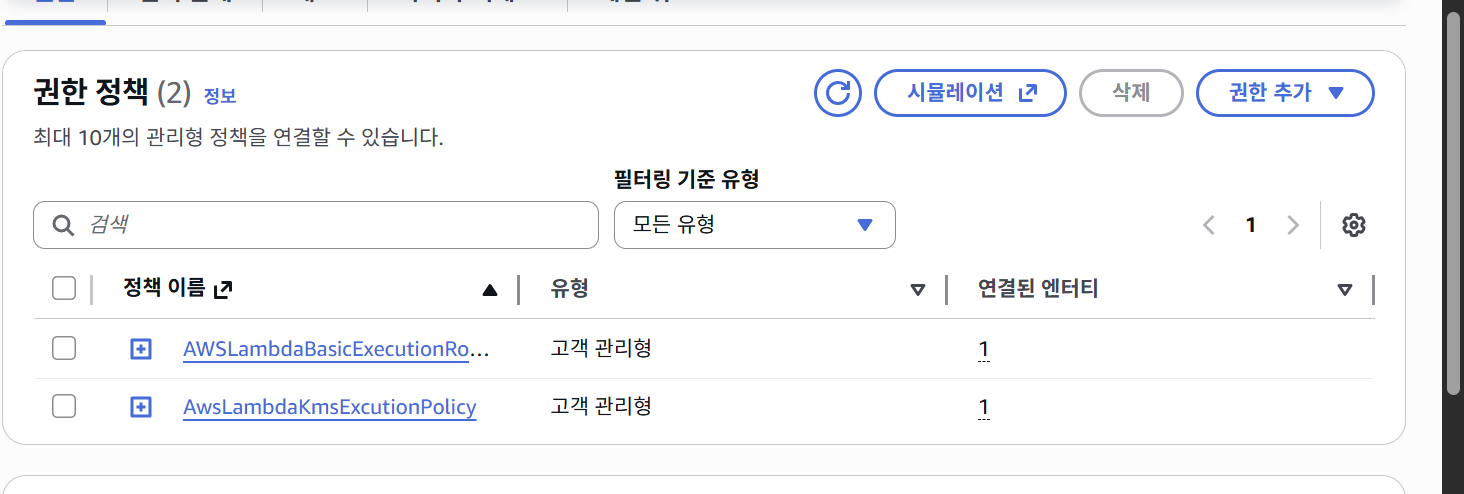 권한 정책 (2) 정보
시뮬레이션
삭제
권한 추가
최대 10개의 관리형 정책을 연결할 수 있습니다.
필터링 기준 유형
검색
모든 유형
1
정책 이름
유형
연결된 엔터티
AWSLambdaBasicExecutionRo...
고객 관리형
1
AwsLambdaKmsExcutionPolicy
고객 관리형
1